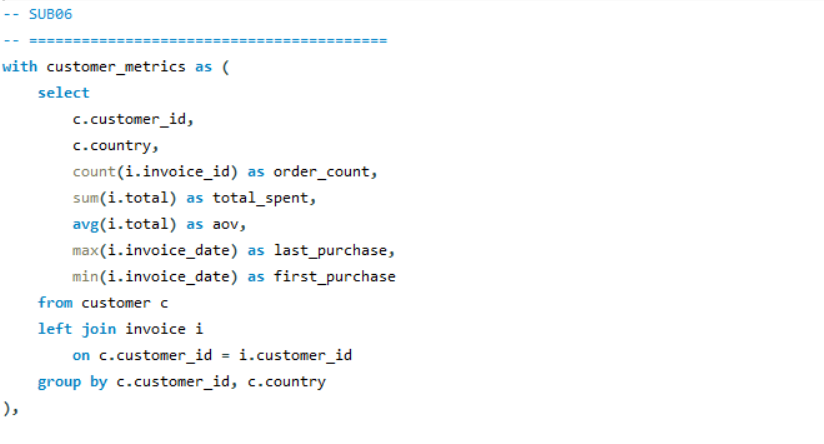 -- SUB06
-- =========================================
with customer_metrics as (
    select
        c.customer_id,
        c.country,
        count(i.invoice_id) as order_count,
        sum(i.total) as total_spent,
        avg(i.total) as aov,
        max(i.invoice_date) as last_purchase,
        min(i.invoice_date) as first_purchase
    from customer c
    left join invoice i
        on c.customer_id = i.customer_id
    group by c.customer_id, c.country
),